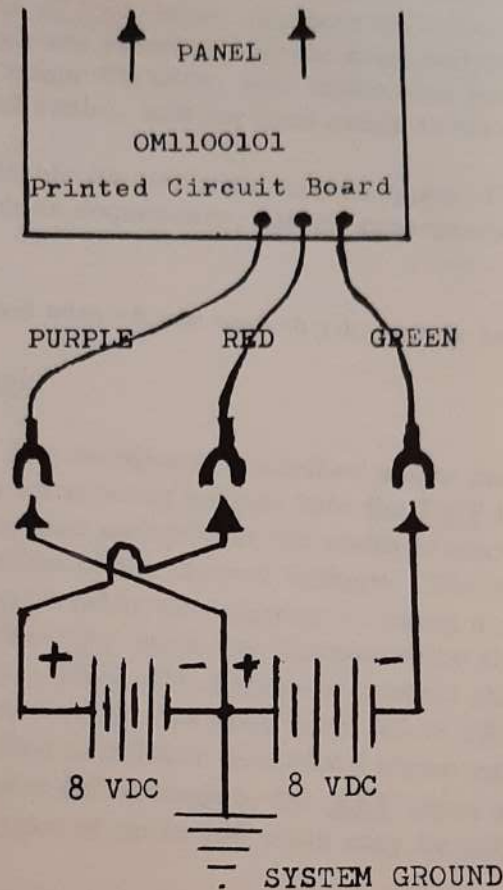 PANEL
OM1100101
Printed Circuit Board
PURPLE RED GREEN
+ - + -
8 VDC 8 VDC
SYSTEM GROUND